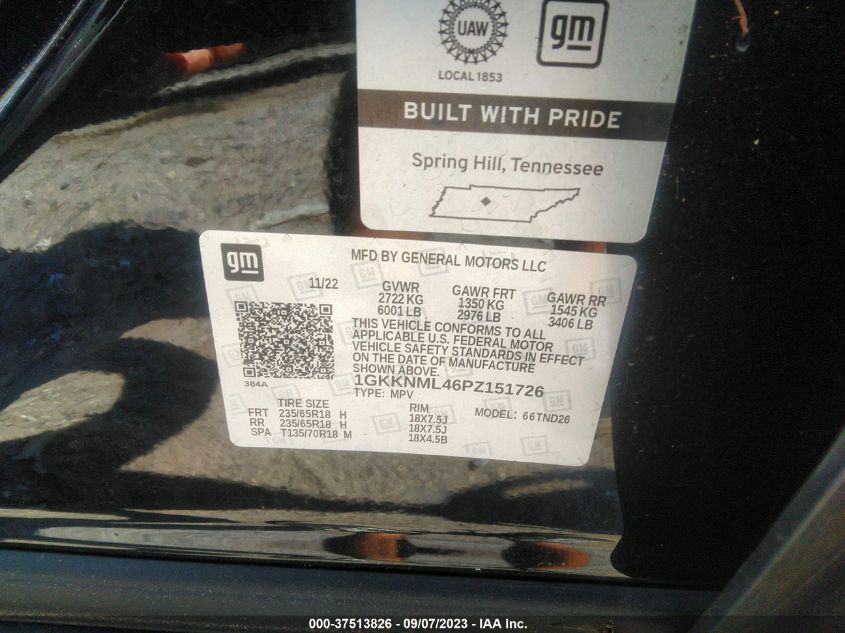 UAW
gm
LOCAL 1853
BUILT WITH PRIDE
Spring Hill, Tennessee
gm
MFD BY GENERAL MOTORS LLC
11/22 GVWR GAWR FRT GAWR RR
2722 KG 1350 KG 1545 KG
6001 LB 2976 LB 3406 LB
THIS VEHICLE CONFORMS TO ALL
APPLICABLE U.S. FEDERAL MOTOR
VEHICLE SAFETY STANDARDS IN EFFECT
ON THE DATE OF MANUFACTURE
SHOWN ABOVE.
384A
1GKKNML46PZ151726
TYPE: MPV MODEL: 66TND26
TIRE SIZE RIM
FRT 235/65R18 H 18X7.5J
RR 235/65R18 H 18X7.5J
SPA T135/70R18 M 18X4.5B
000-37513826 - 09/07/2023 - IAA Inc.